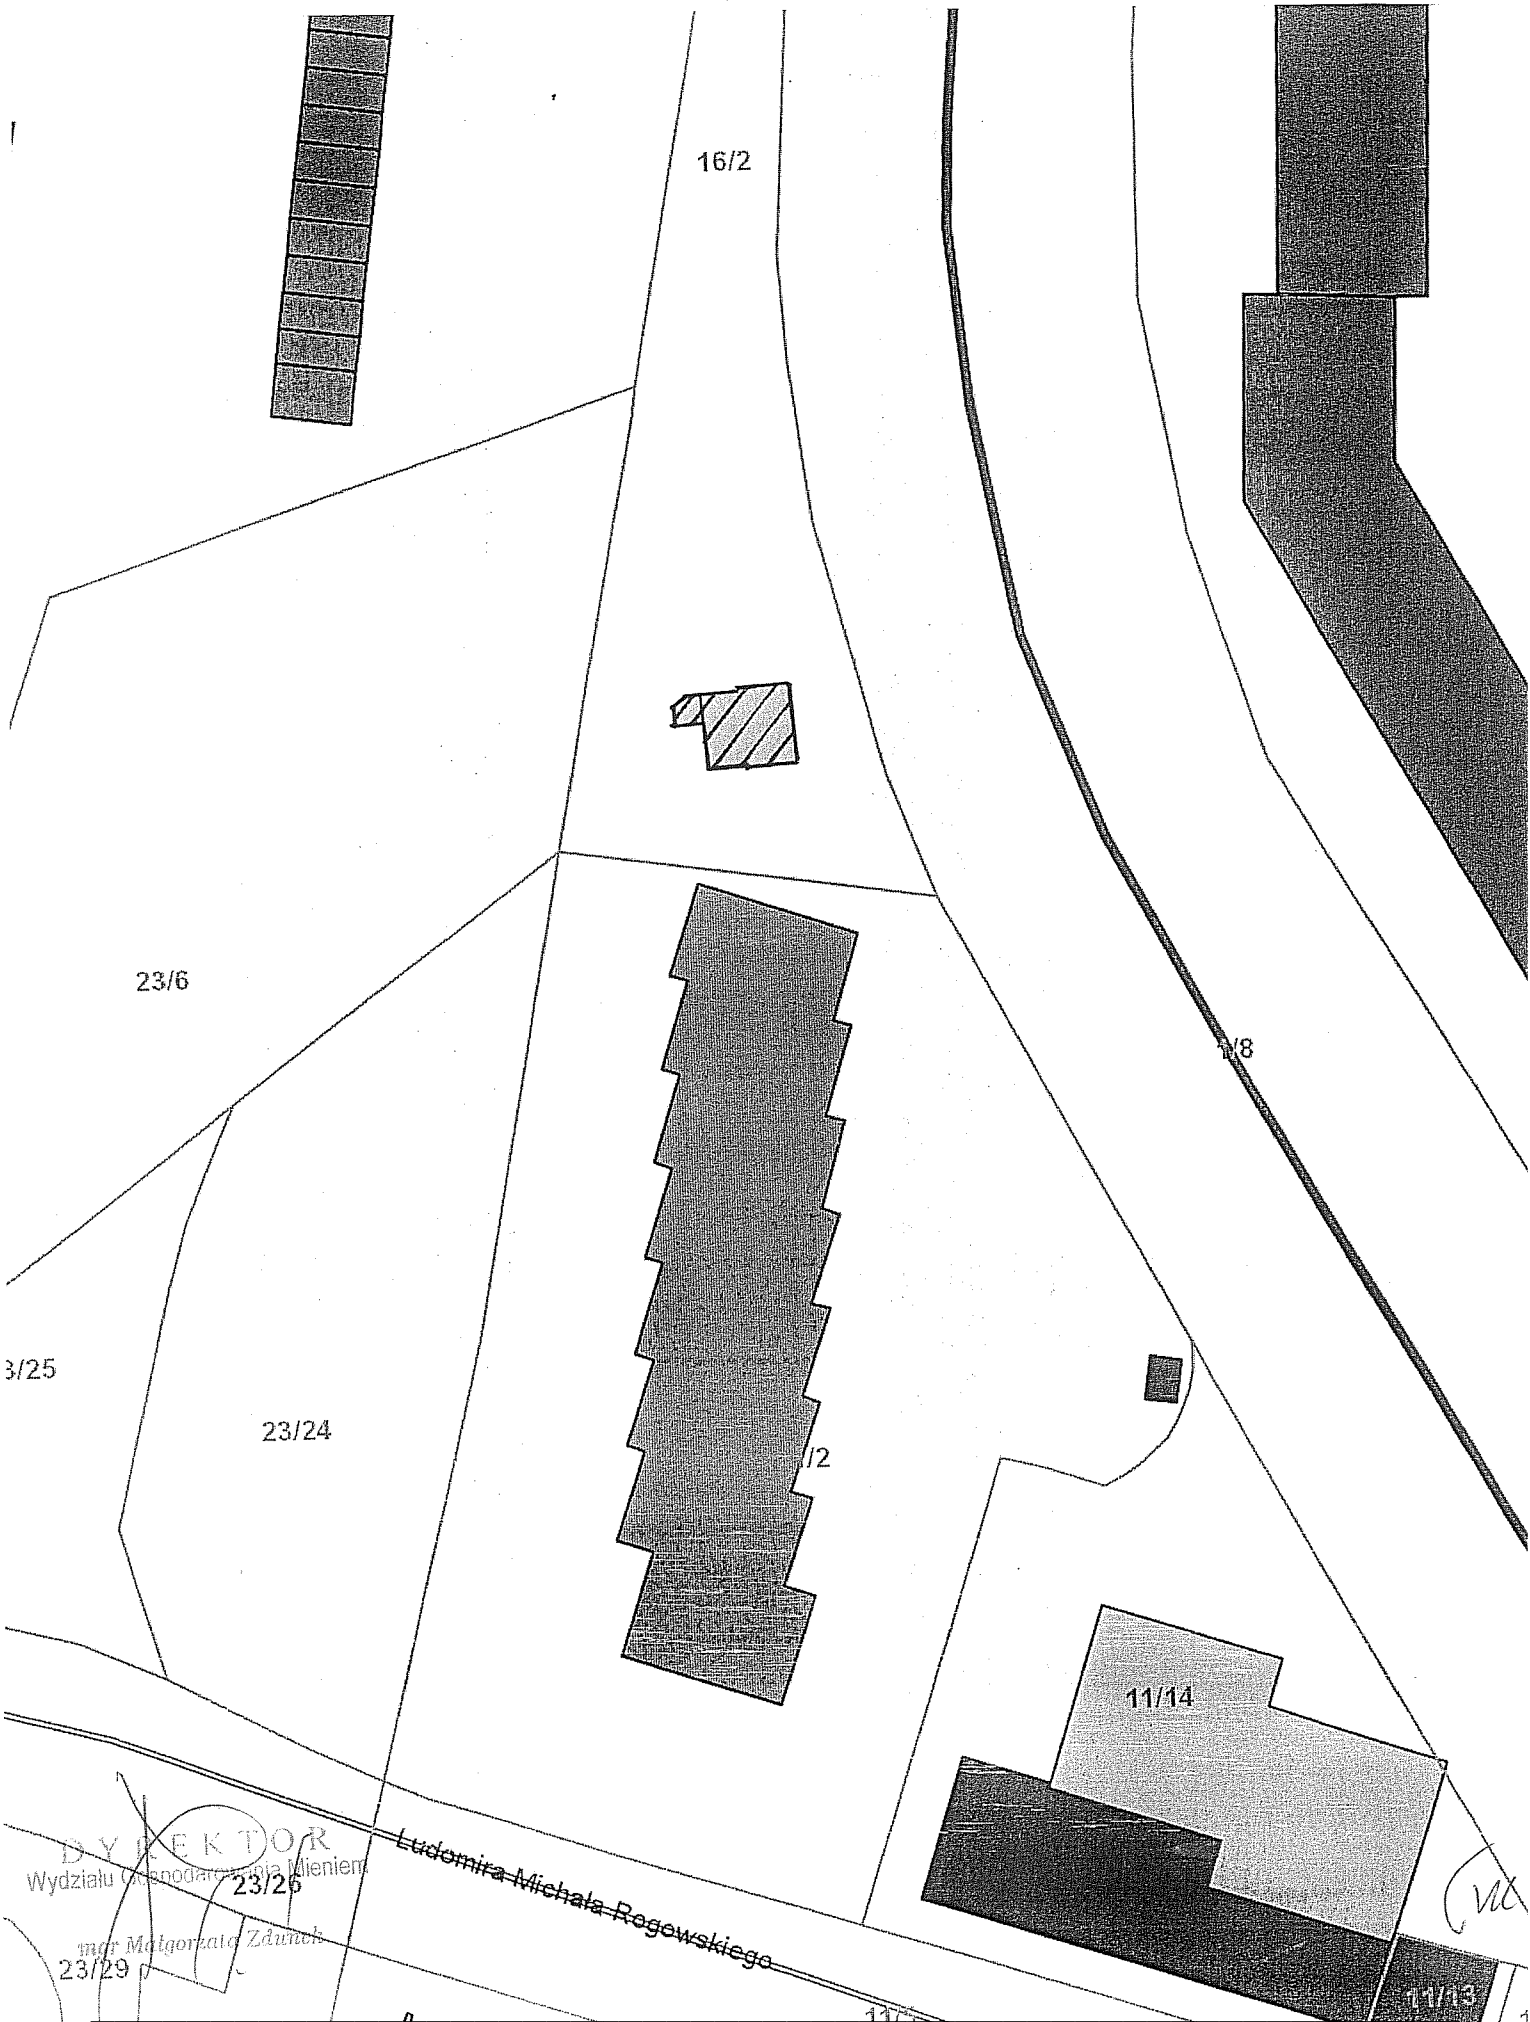 16/2
23/6
1/8
3/25
23/24
/2
11/14
DYREKTOR
Wydziału Gospodarowania Mieniem
23/26
mgr Małgorzata Zdunek
23/29
Ludomira Michała Rogowskiego
11/13